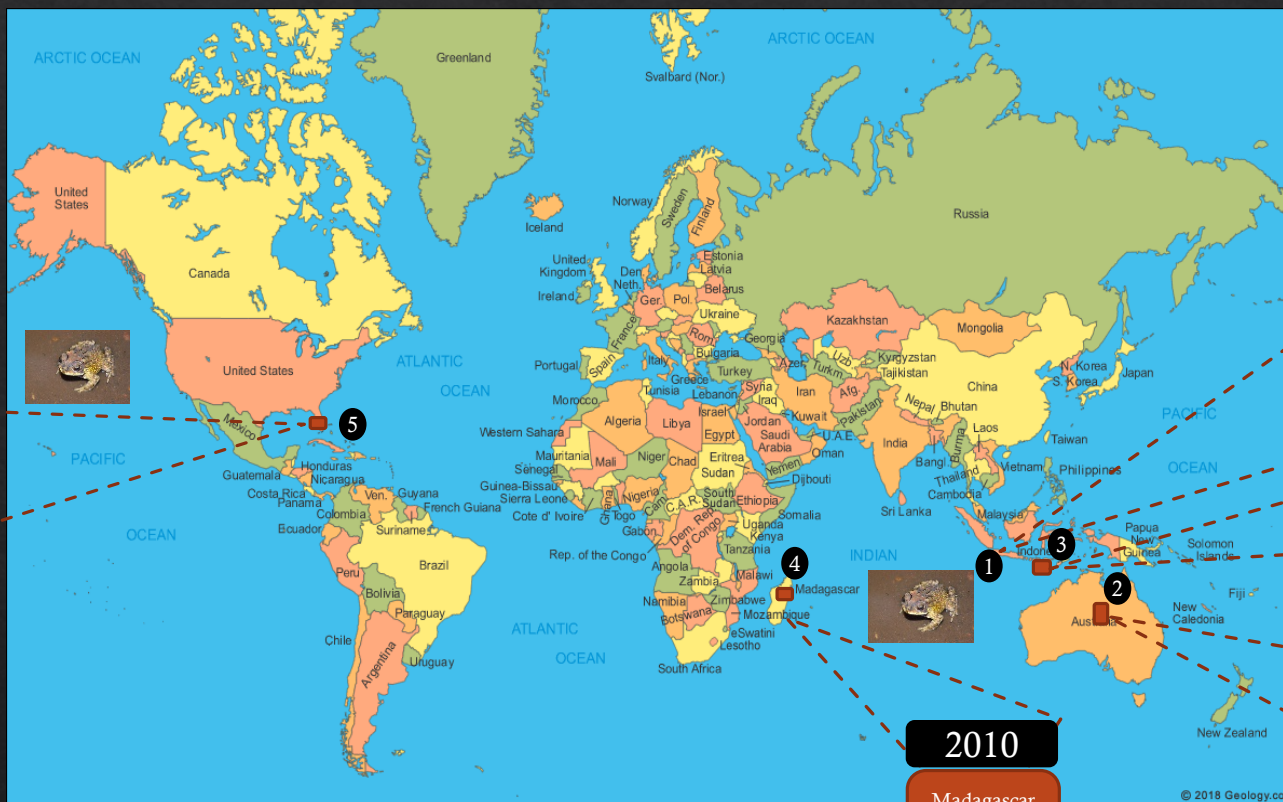 ARCTIC OCEAN
Greenland
Svalbard (Nor.)
ARCTIC OCEAN
United
States
Canada
Iceland
Norway
Sweden
Finland
Russia
United
Kingdom
Ireland
Den.
Neth.
Estonia
Latvia
Belarus
Ger.
Pol.
Ukraine
Kazakhstan
Mongolia
ATLANTIC
OCEAN
United States
Portugal
Spain
France
Italy
Rom.
Bulgaria
Greece
Turkey
Georgia
Azer.
Uzb.
Turkm.
Kyrgyzstan
Tajikistan
China
N. Korea
S. Korea
Japan
Morocco
Tunisia
Lebanon
Syria
Iraq
Iran
Afg.
Pakistan
Nepal
Bhutan
Laos
PACIFIC
OCEAN
Mexico
5
Western Sahara
Algeria
Libya
Israel
Egypt
Jordan
Kuwait
Saudi
Arabia
U.A.E.
Oman
Yemen
India
Bangl.
Burma
Taiwan
PACIFIC
OCEAN
Guatemala
Honduras
Nicaragua
Costa Rica
Panama
Mauritania
Mali
Niger
Chad
Sudan
Eritrea
Djibouti
Senegal
Guinea-Bissau
Sierra Leone
Cote d' Ivoire
Ghana
Togo
Nigeria
Cam.
C.A.R.
South
Sudan
Ethiopia
Somalia
Sri Lanka
Thailand
Vietnam
Cambodia
Philippines
Malaysia
Ven.
Guyana
French Guiana
Colombia
Suriname
Ecuador
Gabon
Rep. of the Congo
Dem. Rep.
of Congo
Uganda
Kenya
Tanzania
INDIAN
1
Indone
3
Papua
New
Guinea
Solomon
Islands
Peru
Brazil
Bolivia
Paraguay
Angola
Zambia
Malawi
4
Madagascar
Zimbabwe
Mozambique
Namibia
Botswana
2
Fiji
New
Caledonia
Aust
Chile
Argentina
Uruguay
ATLANTIC
OCEAN
eSwatini
Lesotho
South Africa
New Zealand
2010
Madagascar
© 2018 Geology.co